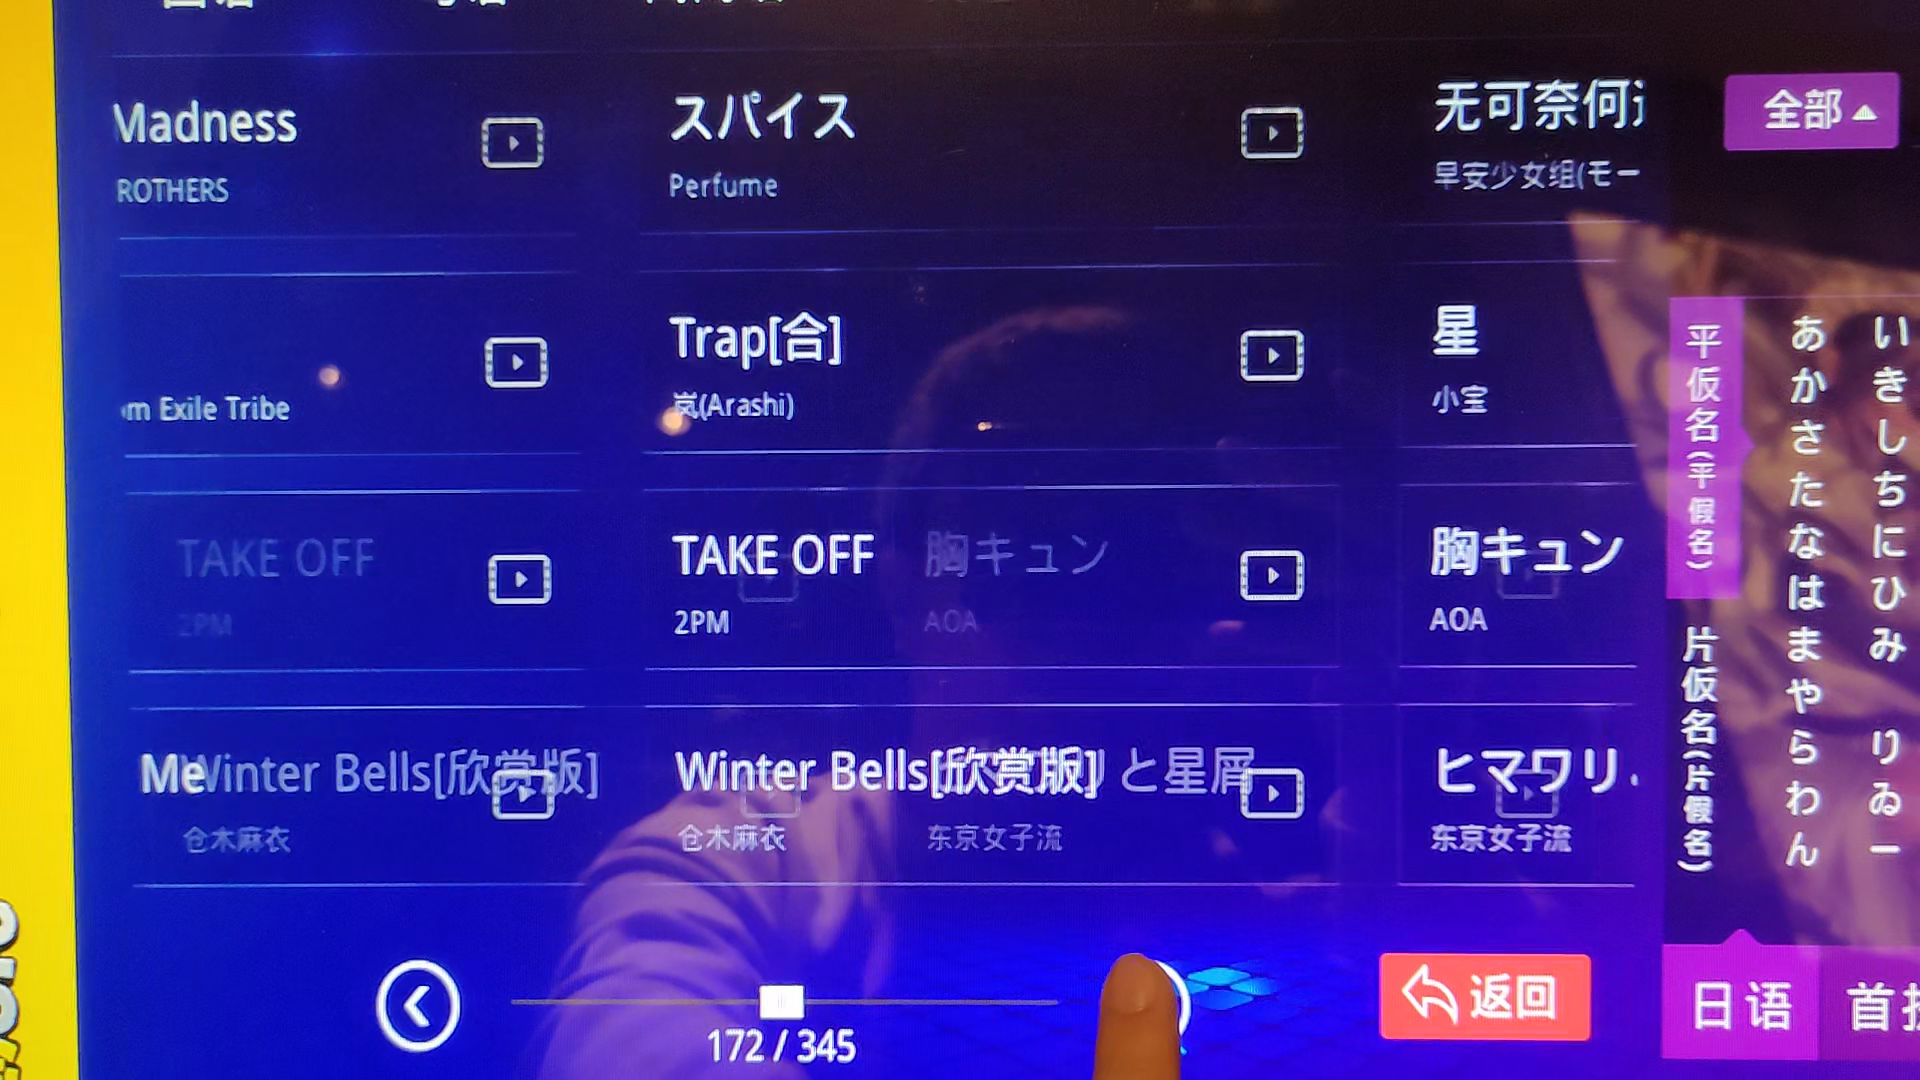 Madness
ROTHERS
スパイス
Perfume
无可奈何
早安少女组(モー
全部
m Exile Tribe
Trap[合]
岚(Arashi)
星
小宝
TAKE OFF
2PM
TAKE OFF
2PM
胸キュン
AOA
胸キュン
AOA
Me
Winter Bells[欣赏版]
仓木麻衣
Winter Bells[欣赏版]
仓木麻衣
と星屑
东京女子流
ヒマワリ
东京女子流
平仮名(平假名)
片仮名(片假名)
あかさたなはまやらわん
いきしちにひみ りゐー
172 / 345
返回
日语
首